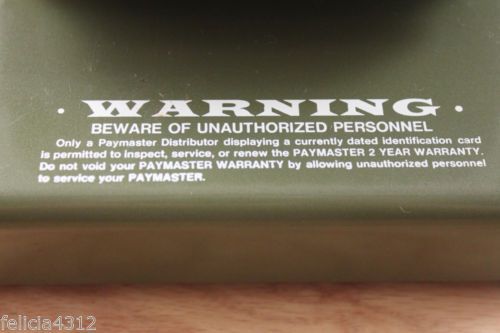 · WARNING ·
BEWARE OF UNAUTHORIZED PERSONNEL
Only a Paymaster Distributor displaying a currently dated identification card
is permitted to inspect, service, or renew the PAYMASTER 2 YEAR WARRANTY.
Do not void your PAYMASTER WARRANTY by allowing unauthorized personnel
to service your PAYMASTER.
felicia4312